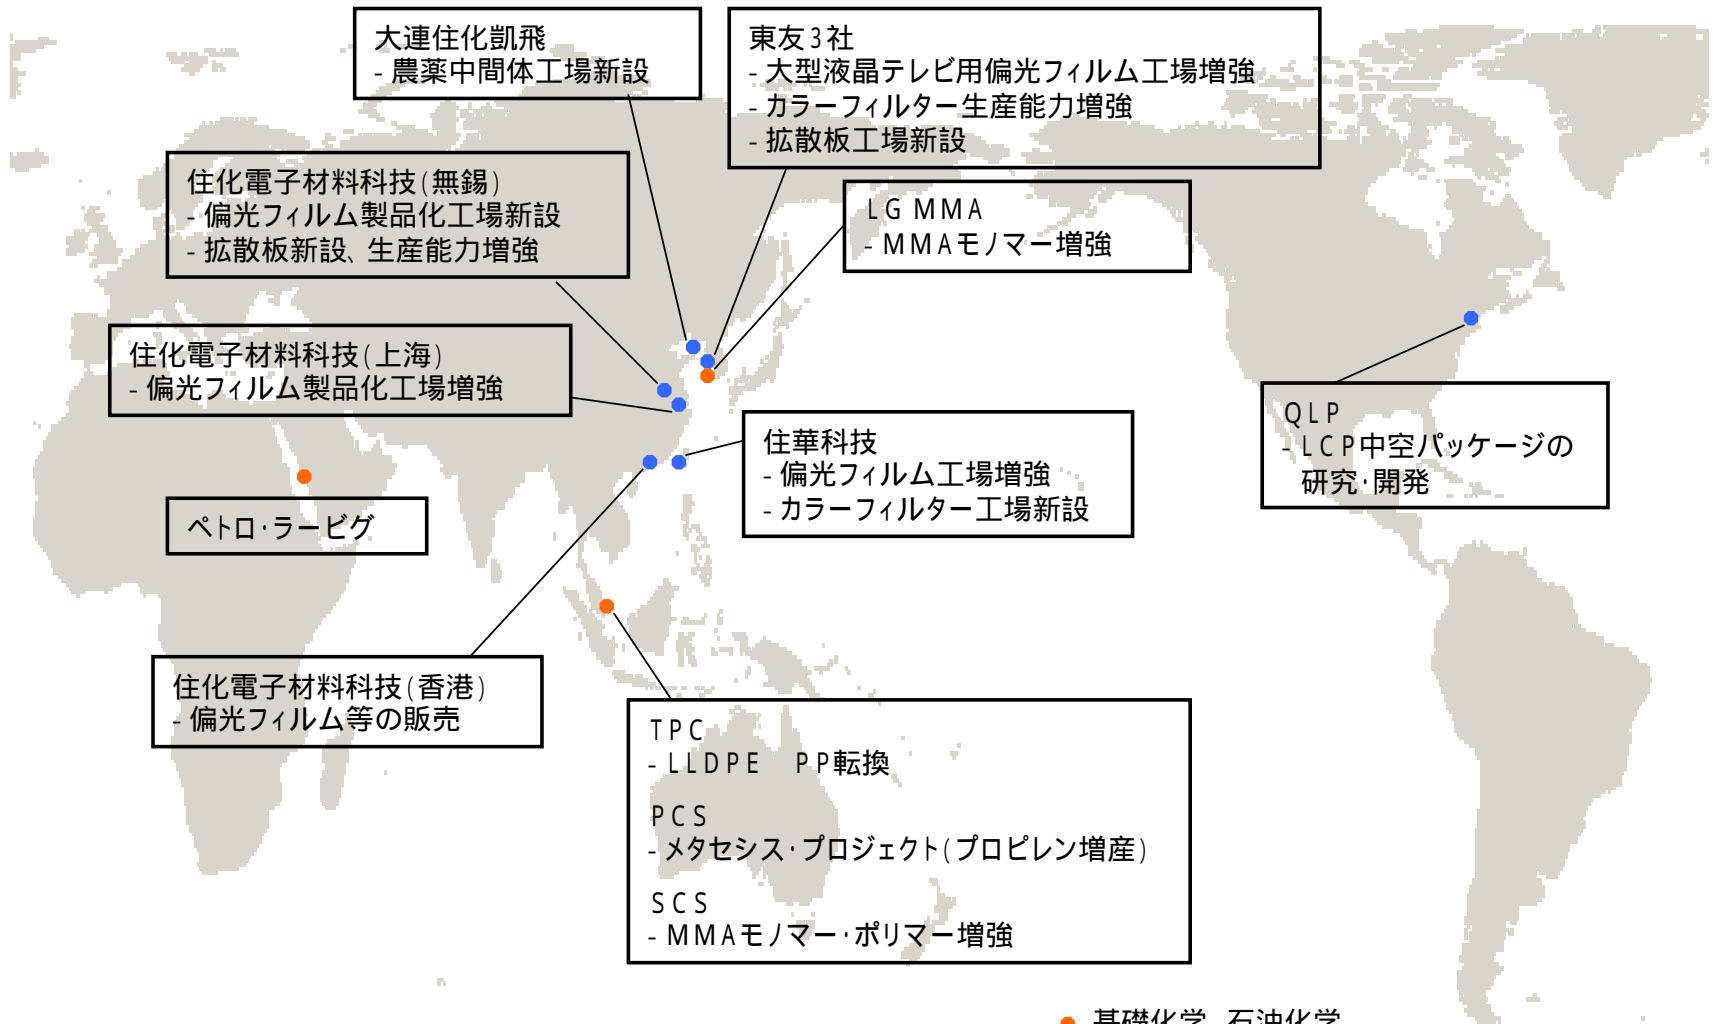 大連住化凱飛
- 農薬中間体工場新設
東友3社
- 大型液晶テレビ用偏光フィルム工場増強
- カラーフィルター生産能力増強
- 拡散板工場新設
住化電子材料科技(無錫)
- 偏光フィルム製品化工場新設
- 拡散板新設、生産能力増強
LG MMA
- MMAモノマー増強
住化電子材料科技(上海)
- 偏光フィルム製品化工場増強
QLP
- LCP中空パッケージの
研究・開発
住華科技
- 偏光フィルム工場増強
- カラーフィルター工場新設
ペトロ・ラービグ
住化電子材料科技(香港)
- 偏光フィルム等の販売
TPC
- LLDPE　PP転換
PCS
- メタセシス・プロジェクト(プロピレン増産)
SCS
- MMAモノマー・ポリマー増強
基礎化学、石油化学